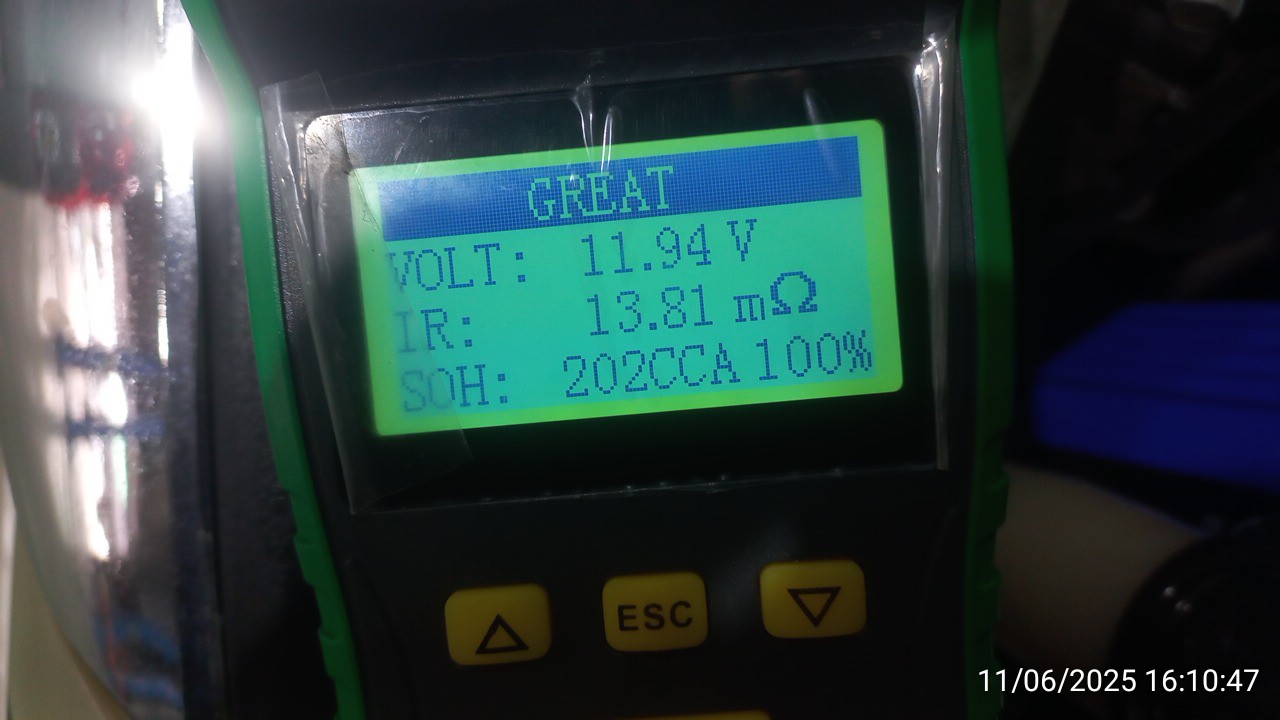 GREAT
VOLT: 11.94 V
IR: 13.81 mΩ
SOH: 202CCA 100%
ESC
11/06/2025 16:10:47